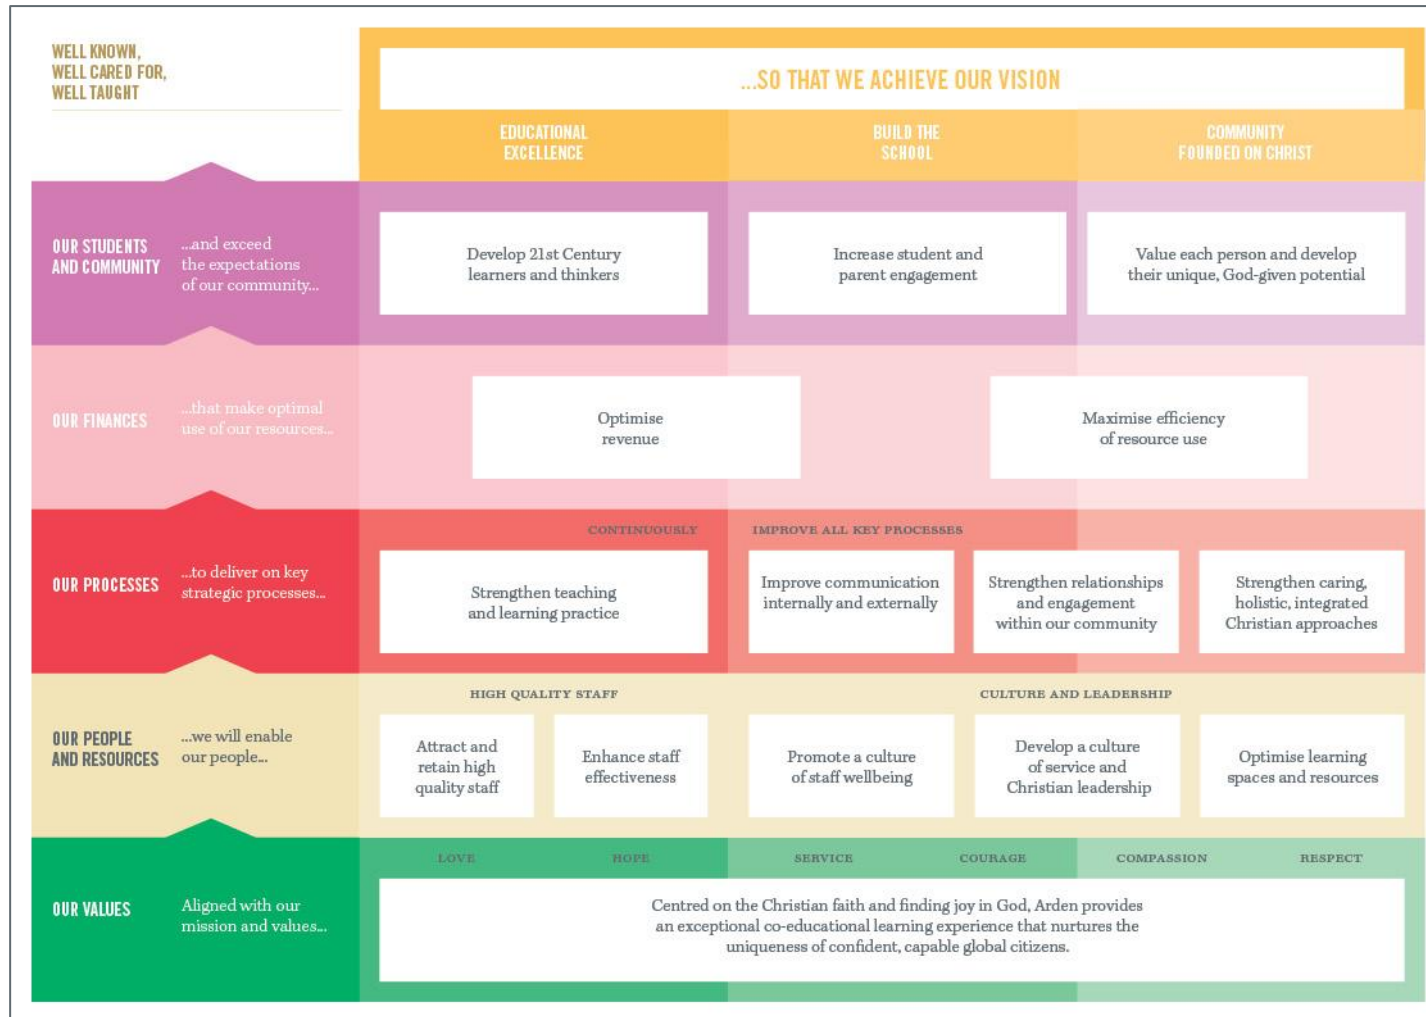 WELL KNOWN,
WELL CARED FOR,
WELL TAUGHT
...SO THAT WE ACHIEVE OUR VISION
EDUCATIONAL
EXCELLENCE
BUILD THE
SCHOOL
COMMUNITY
FOUNDED ON CHRIST
OUR STUDENTS
AND COMMUNITY
...and exceed
the expectations
of our community...
Develop 21st Century
learners and thinkers
Increase student and
parent engagement
Value each person and develop
their unique, God-given potential
OUR FINANCES
...that make optimal
use of our resources...
Optimise
revenue
Maximise efficiency
of resource use
OUR PROCESSES
...to deliver on key
strategic processes...
CONTINUOUSLY IMPROVE ALL KEY PROCESSES
Strengthen teaching
and learning practice
Improve communication
internally and externally
Strengthen relationships
and engagement
within our community
Strengthen caring,
holistic, integrated
Christian approaches
OUR PEOPLE
AND RESOURCES
...we will enable
our people...
HIGH QUALITY STAFF
Attract and
retain high
quality staff
Enhance staff
effectiveness
CULTURE AND LEADERSHIP
Promote a culture
of staff wellbeing
Develop a culture
of service and
Christian leadership
Optimise learning
spaces and resources
OUR VALUES
Aligned with our
mission and values...
LOVE HOPE SERVICE COURAGE COMPASSION RESPECT
Centred on the Christian faith and finding joy in God, Arden provides
an exceptional co-educational learning experience that nurtures the
uniqueness of confident, capable global citizens.